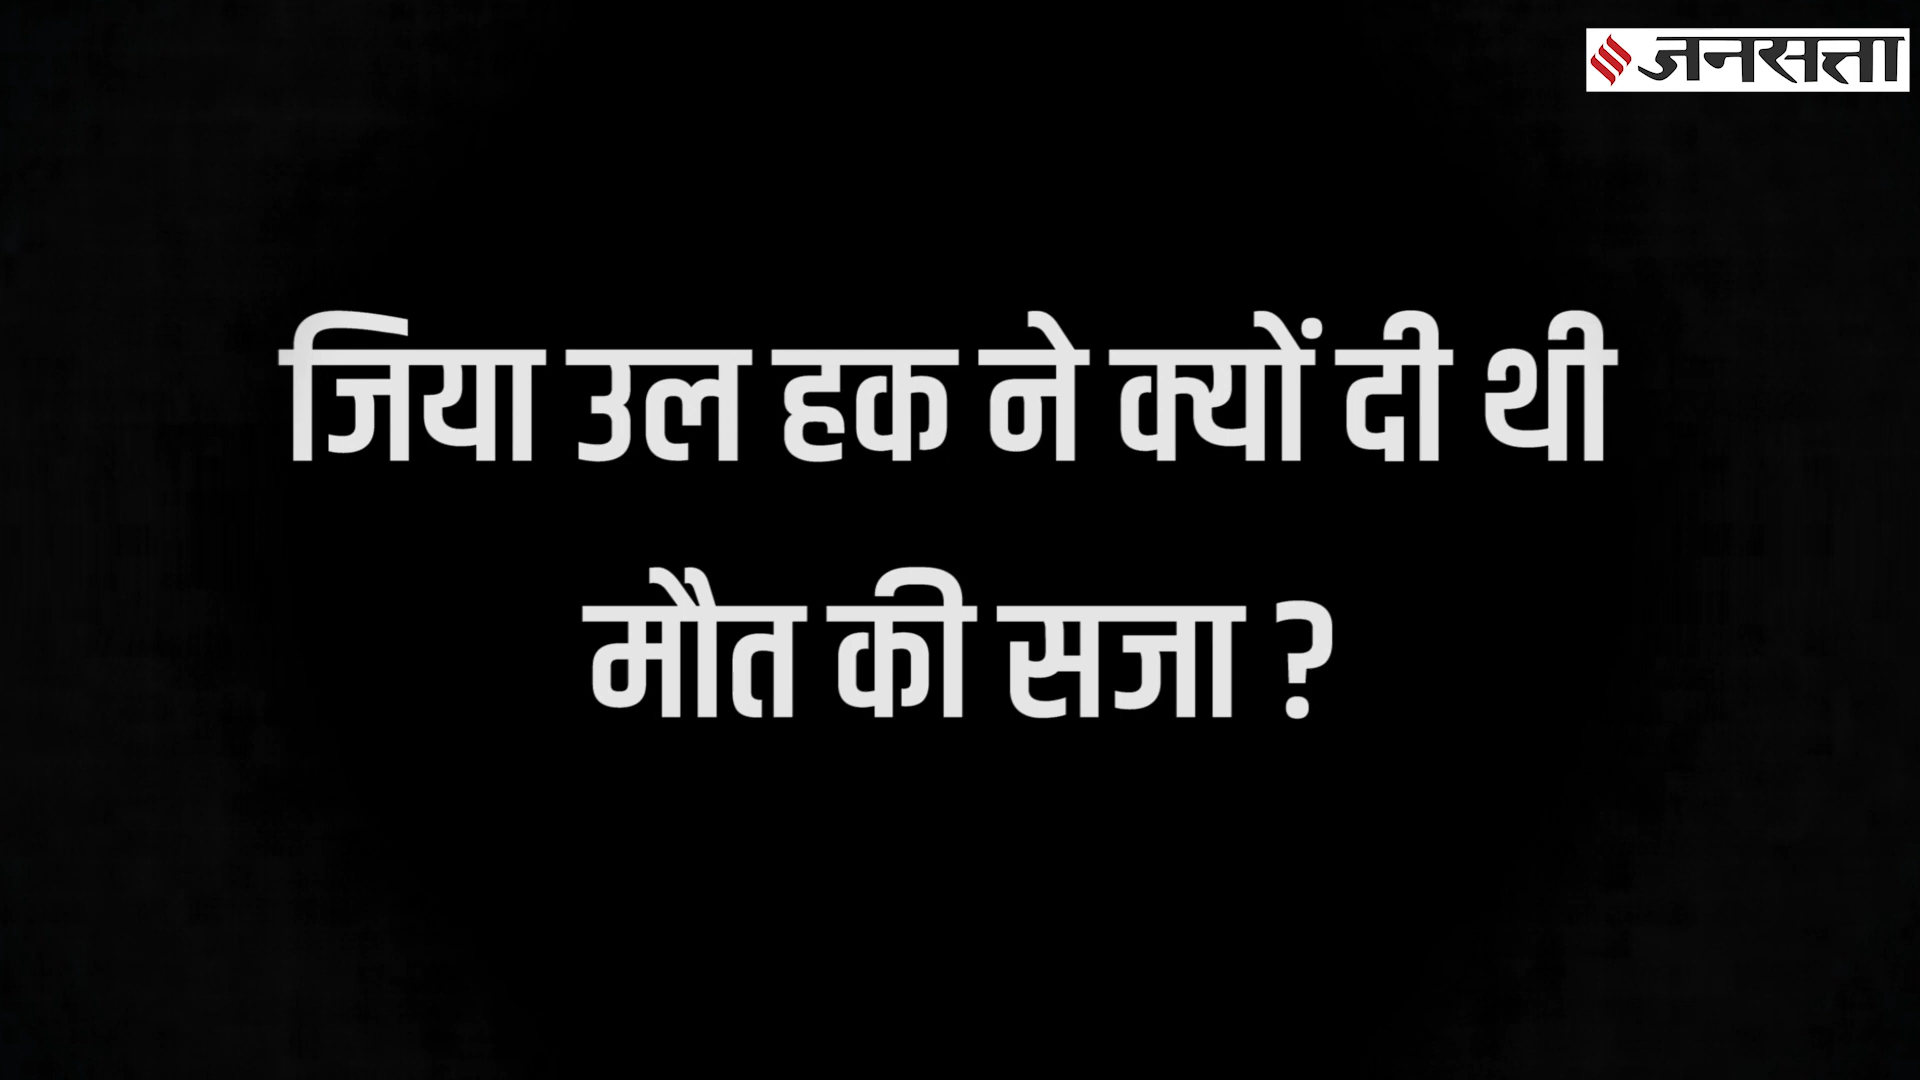 जनसत्ता
जिया उल हक ने क्यों दी थी
मौत की सजा ?